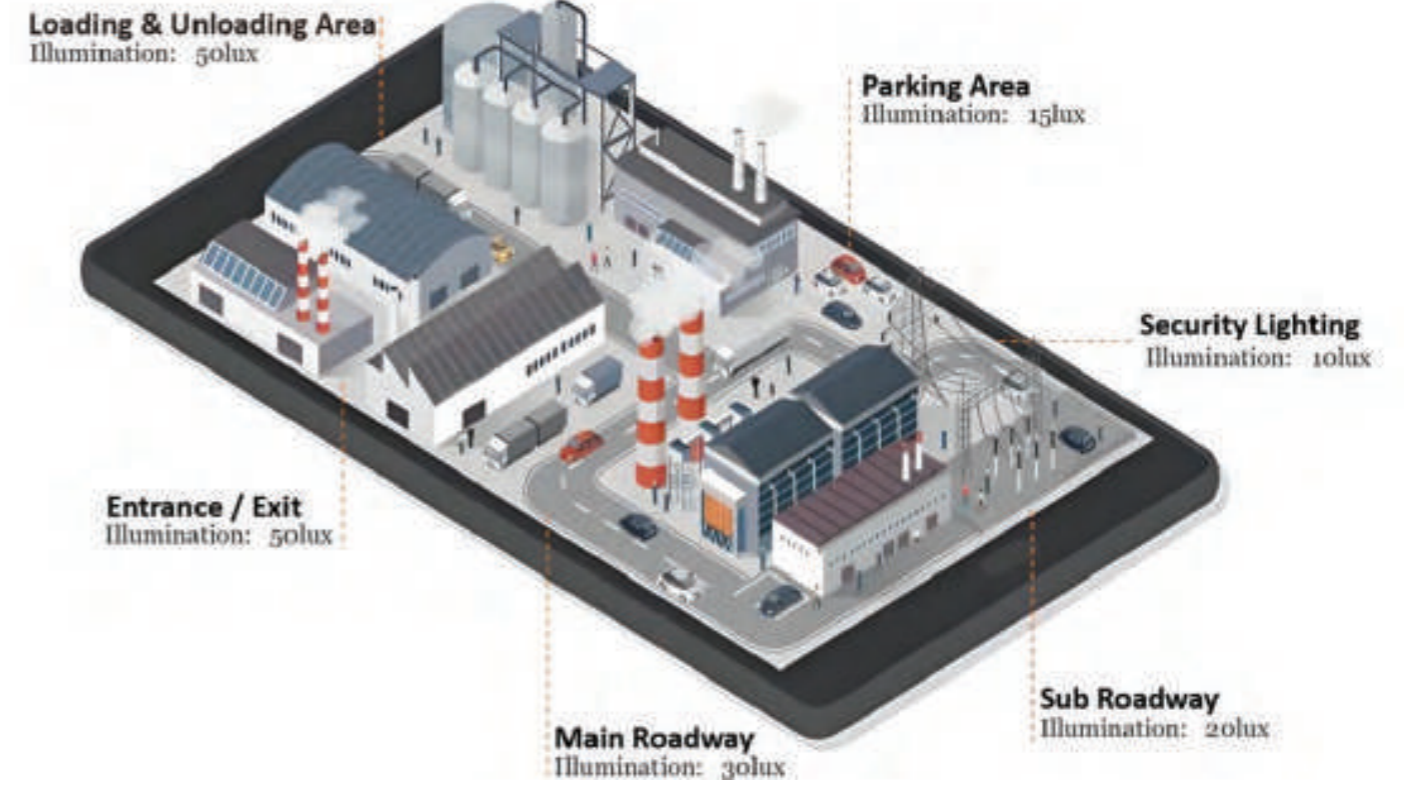 Loading & Unloading Area
Illumination: 50lux
Parking Area
Illumination: 15lux
Security Lighting
Illumination: 10lux
Entrance / Exit
Illumination: 50lux
Sub Roadway
Illumination: 20lux
Main Roadway
Illumination: 30lux